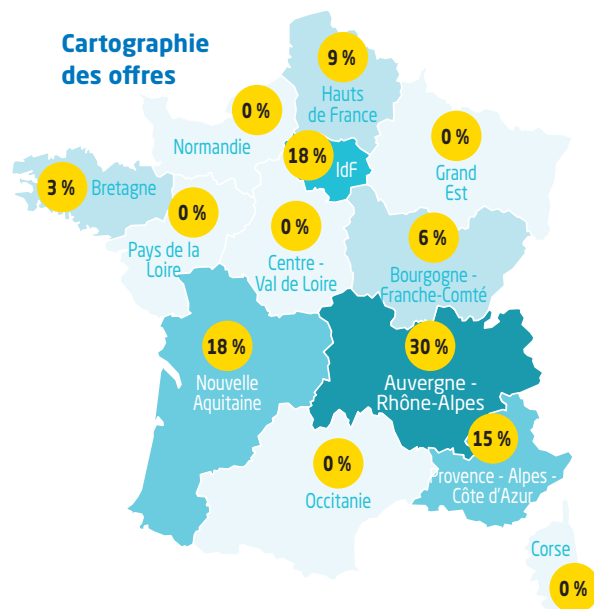 Cartographie
des offres
9 %
Hauts
de France
0 %
Normandie
18 %
IdF
0 %
Grand
Est
3 %
Bretagne
0 %
Pays de la
Loire
0 %
Centre -
Val de Loire
6 %
Bourgogne -
Franche-Comté
18 %
Nouvelle
Aquitaine
30 %
Auvergne -
Rhône-Alpes
15 %
Provence - Alpes -
Côte d'Azur
0 %
Occitanie
Corse
0 %